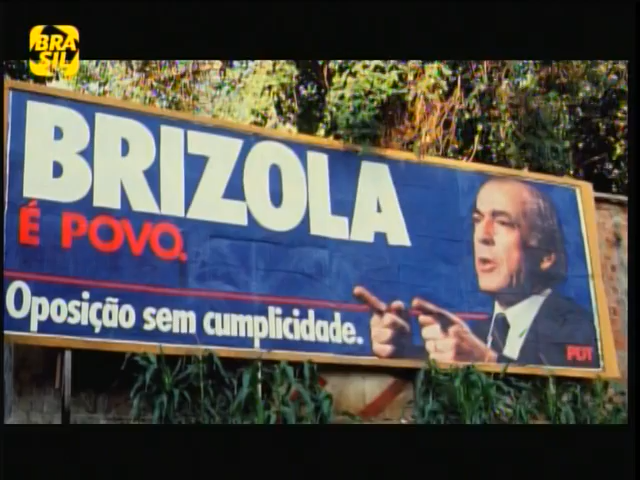 BRA
SIL
BRIZOLA
É POVO.
Oposição sem cumplicidade.
PDT